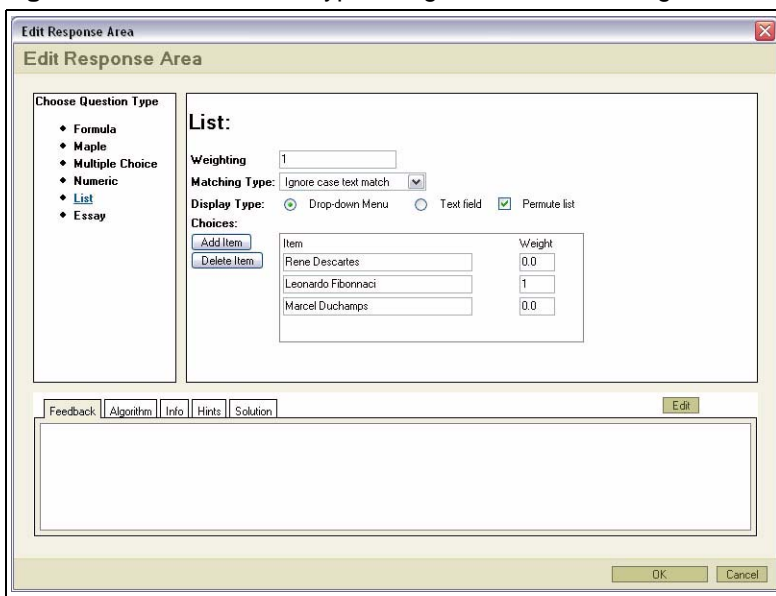 Edit Response Area
Edit Response Area
Choose Question Type
Formula
Maple
Multiple Choice
Numeric
List
Essay
List:
Weighting 1
Matching Type: Ignore case text match
Display Type: Drop-down Menu Text field Permute list
Choices:
Add Item
Delete Item
Item Weight
Rene Descartes 0.0
Leonardo Fibonnaci 1
Marcel Duchamps 0.0
Feedback Algorithm Info Hints Solution Edit
OK Cancel